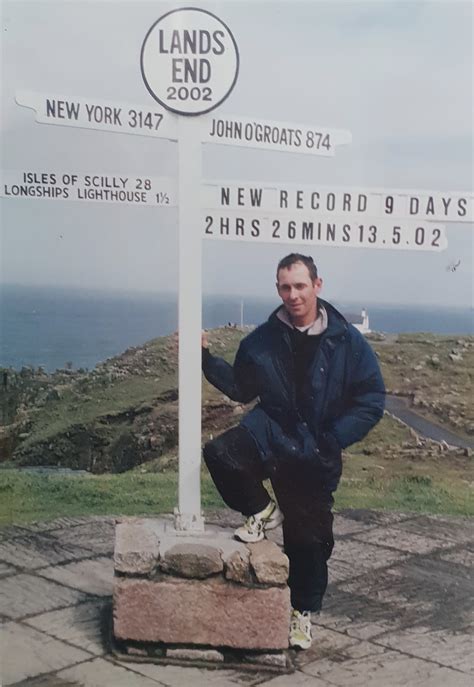 LANDS
END
2002
NEW YORK 3147
JOHN O'GROATS 874
ISLES OF SCILLY 28
LONGSHIPS LIGHTHOUSE 1½
NEW RECORD 9 DAYS
2HRS 26MINS 13.5.02